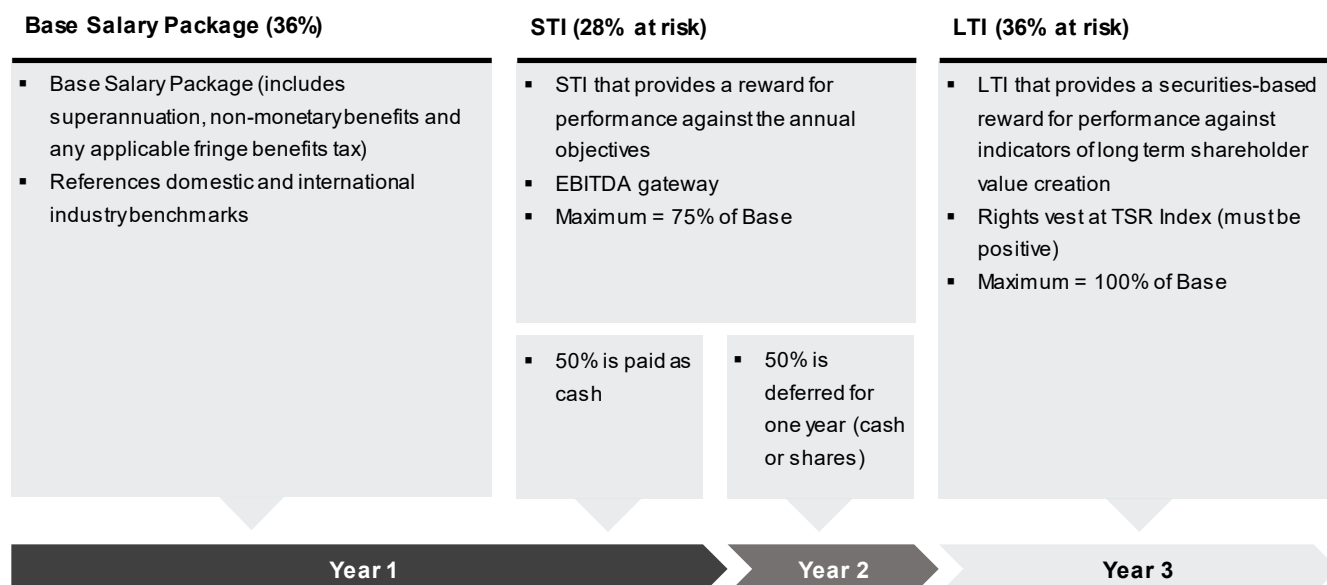 Base Salary Package (36%)
▪ Base Salary Package (includes
superannuation, non-monetary benefits and
any applicable fringe benefits tax)
▪ References domestic and international
industry benchmarks
STI (28% at risk)
▪ STI that provides a reward for
performance against the annual
objectives
▪ EBITDA gateway
▪ Maximum = 75% of Base
▪ 50% is paid as
cash
▪ 50% is
deferred for
one year (cash
or shares)
LTI (36% at risk)
▪ LTI that provides a securities-based
reward for performance against
indicators of long term shareholder
value creation
▪ Rights vest at TSR Index (must be
positive)
▪ Maximum = 100% of Base
Year 1
Year 2
Year 3